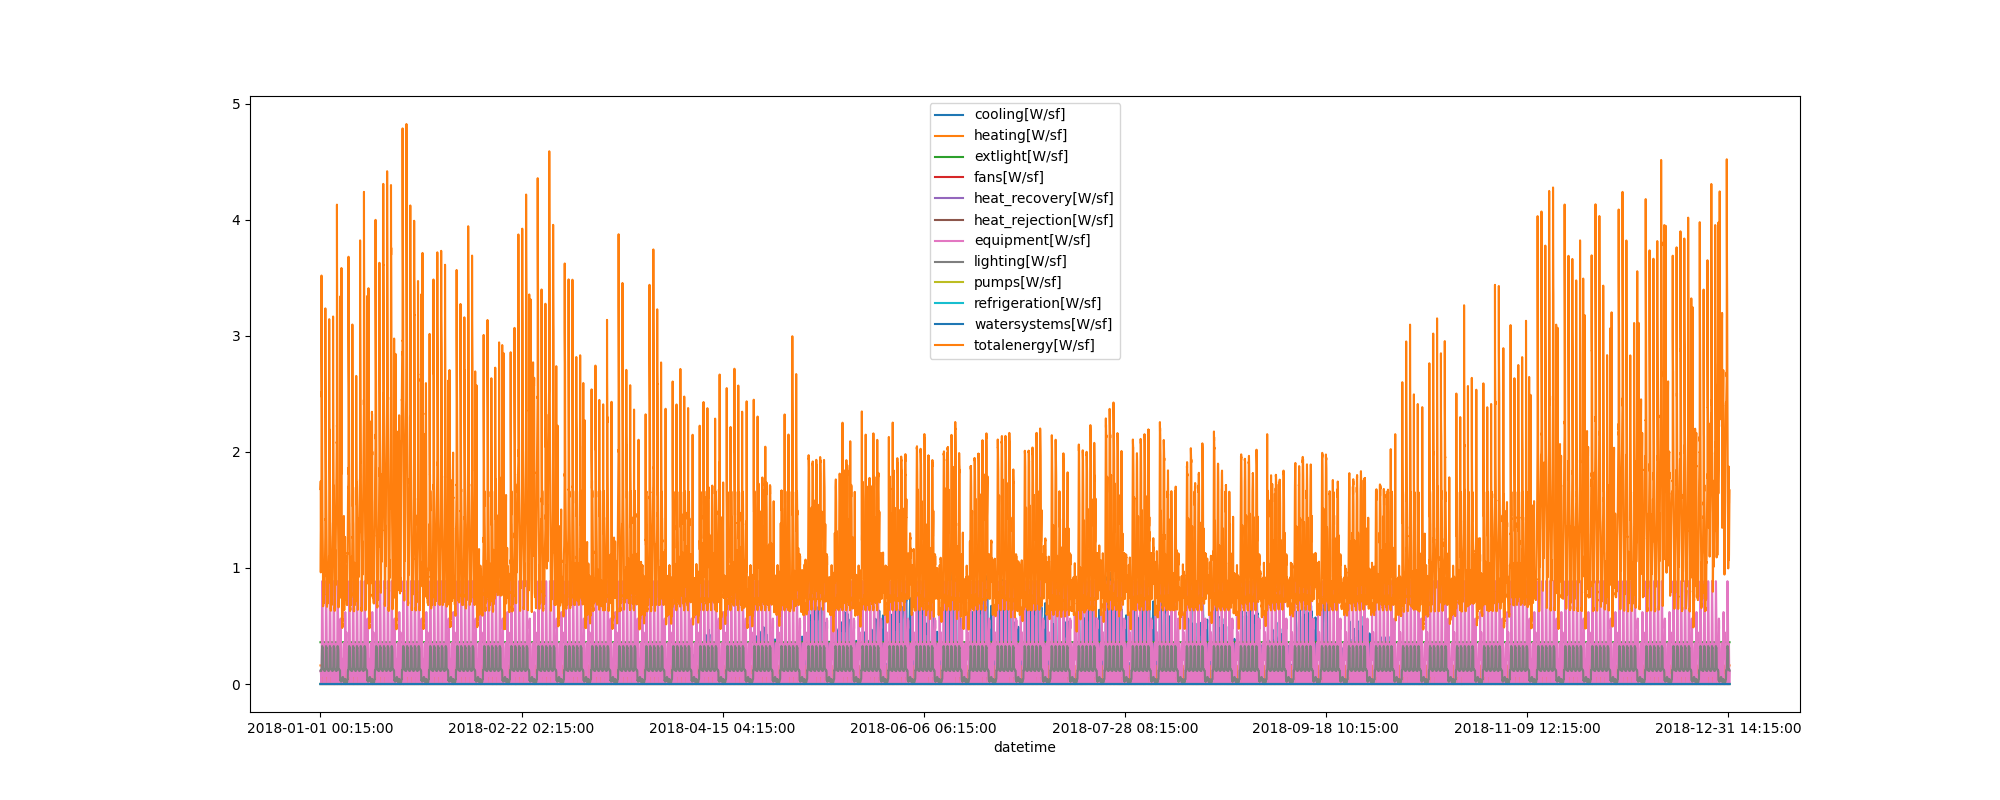 5
4
3
2
1
0
cooling[W/sf]
heating[W/sf]
extlight[W/sf]
fans[W/sf]
heat_recovery[W/sf]
heat_rejection[W/sf]
equipment[W/sf]
lighting[W/sf]
pumps[W/sf]
refrigeration[W/sf]
watersystems[W/sf]
totalenergy[W/sf]
2018-01-01 00:15:00 2018-02-22 02:15:00 2018-04-15 04:15:00 2018-06-06 06:15:00 2018-07-28 08:15:00 2018-09-18 10:15:00 2018-11-09 12:15:00 2018-12-31 14:15:00
datetime